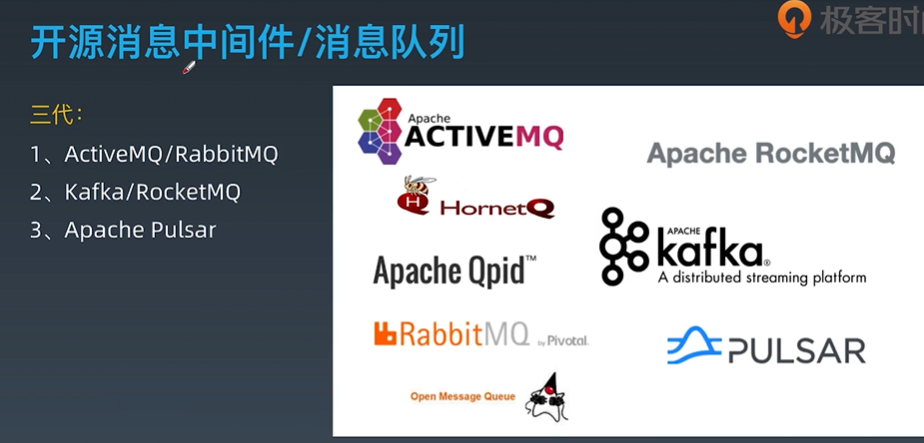 极客时间
开源消息中间件/消息队列
三代：
1、ActiveMQ/RabbitMQ
2、Kafka/RocketMQ
3、Apache Pulsar
Apache
ACTIVEMQ
HornetQ
Apache Qpid™
RabbitMQ by Pivotal.
Open Message Queue
Apache RocketMQ
APACHE
kafka®
A distributed streaming platform
PULSAR